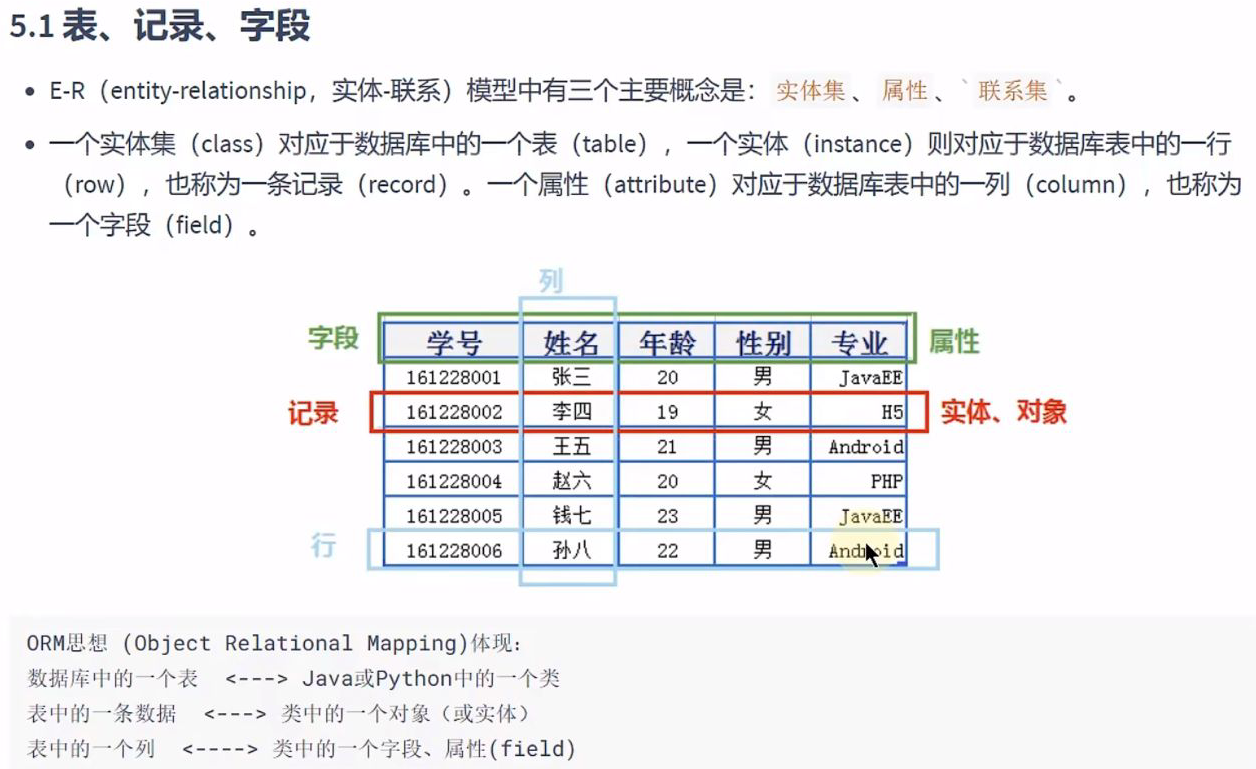 5.1 表、记录、字段
E-R（entity-relationship，实体-联系）模型中有三个主要概念是： 实体集 、 属性 、` 联系集 ` 。
一个实体集（class）对应于数据库中的一个表（table），一个实体（instance）则对应于数据库表中的一行
（row），也称为一条记录（record）。一个属性（attribute）对应于数据库表中的一列（column），也称为
一个字段（field）。
列
字段 学号 姓名 年龄 性别 专业 属性
161228001 张三 20 男 JavaEE
记录 161228002 李四 19 女 H5 实体、对象
161228003 王五 21 男 Android
161228004 赵六 20 女 PHP
161228005 钱七 23 男 JavaEE
行 161228006 孙八 22 男 Android
ORM思想 (Object Relational Mapping)体现：
数据库中的一个表 <---> Java或Python中的一个类
表中的一条数据 <---> 类中的一个对象（或实体）
表中的一个列 <----> 类中的一个字段、属性(field)